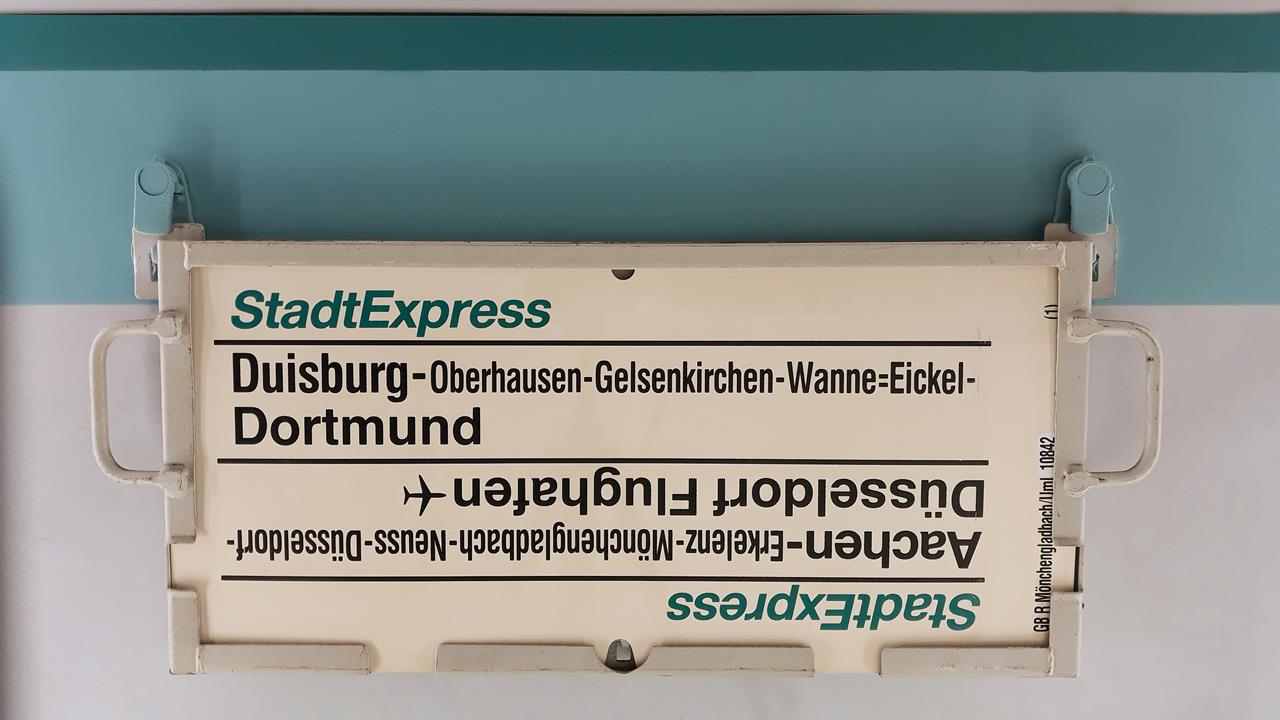 StadtExpress
Duisburg-Oberhausen-Gelsenkirchen-Wanne=Eickel-
Dortmund
StadtExpress
Aachen-Erkelenz-Mönchengladbach-Neuss-Düsseldorf-
Düsseldorf Flughafen
GB R Mönchengladbach/Uml 10842
(1)